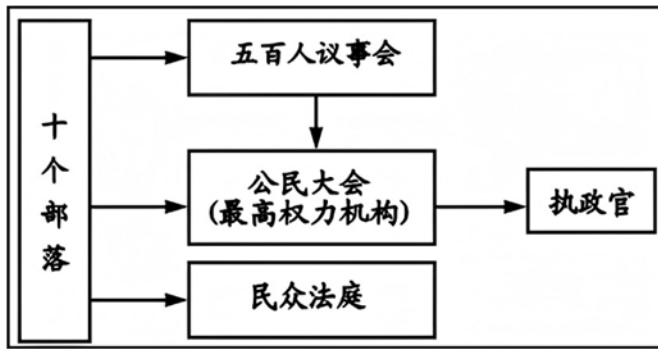 十个部落
五百人议事会
公民大会
(最高权力机构)
执政官
民众法庭